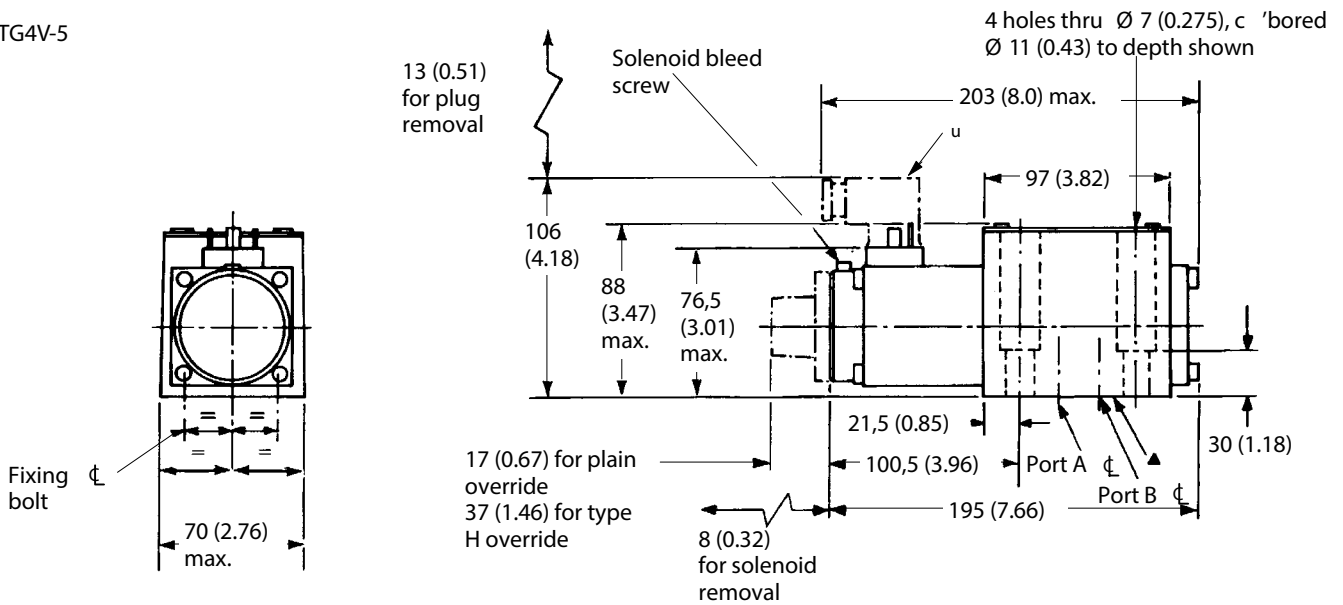 TG4V-5
4 holes thru Ø 7 (0.275), c 'bored
Ø 11 (0.43) to depth shown
13 (0.51)
for plug
removal
Solenoid bleed
screw
203 (8.0) max.
u
97 (3.82)
106
(4.18)
88
(3.47)
max.
76,5
(3.01)
max.
= =
= =
Fixing ℄
bolt
70 (2.76)
max.
21,5 (0.85)
30 (1.18)
17 (0.67) for plain
override
37 (1.46) for type
H override
100,5 (3.96)
Port A ℄
Port B ℄
195 (7.66)
8 (0.32)
for solenoid
removal